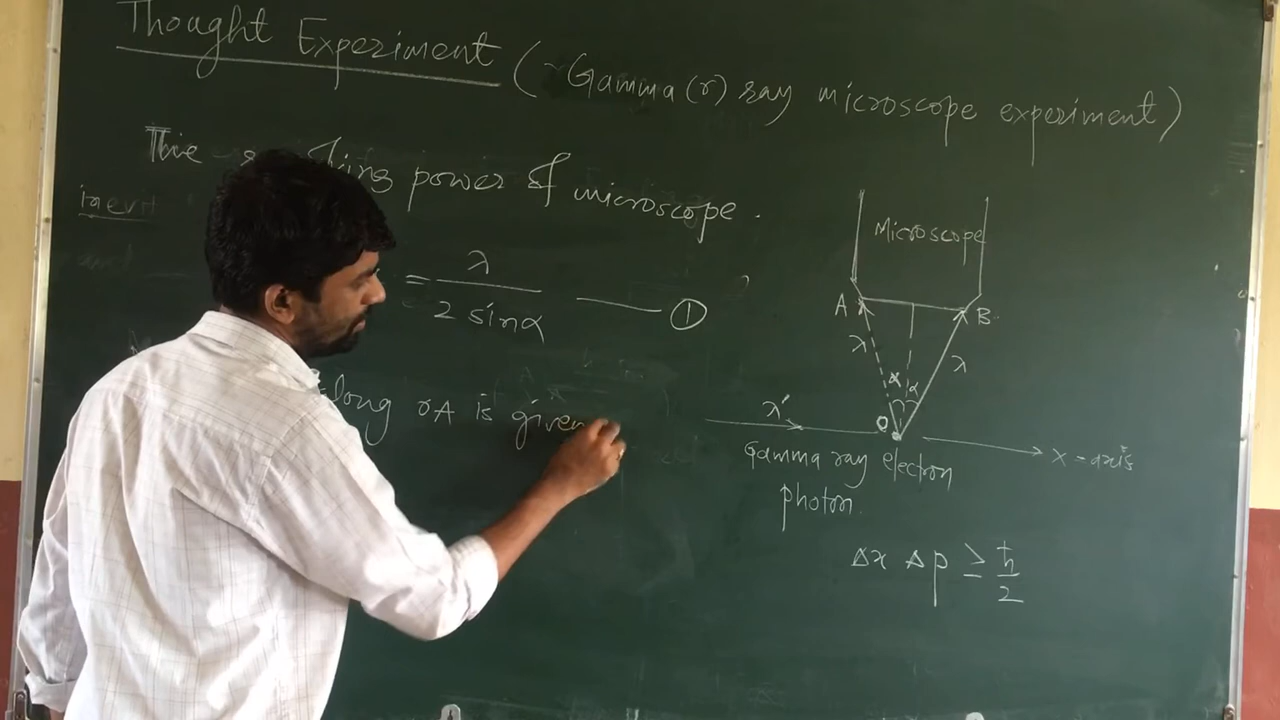 Thought Experiment (Gamma (r) ray microscope experiment)
The power of microscope.
= λ / 2 sinα ——— ①
along OA is given
Microscope
A B
λ λ
α α
λ' O
x-axis
Gamma ray electron
photon.
Δx Δp ≥ ħ/2